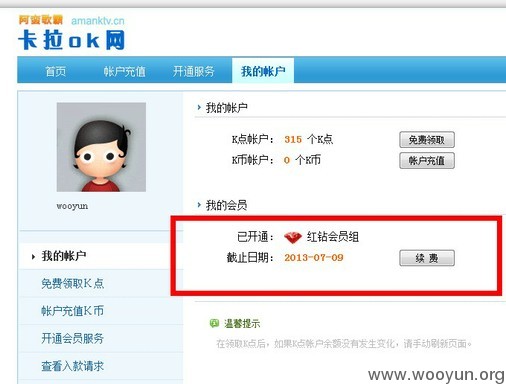 阿蛮歌霸 amanktv.cn
卡拉ok网
首页 帐户充值 开通服务 我的帐户
我的帐户
K点帐户： 315 个K点 免费领取
K币帐户： 0 个K币 帐户充值
wooyun
我的会员
已开通： 红钻会员组
截止日期： 2013-07-09 续 费
我的帐户
免费领取K点
帐户充值K币
开通会员服务
查看入款请求
温馨提示
在领取K点后，如果K点帐户余额没有发生变化，请手动刷新页面。
www.wooyun.org